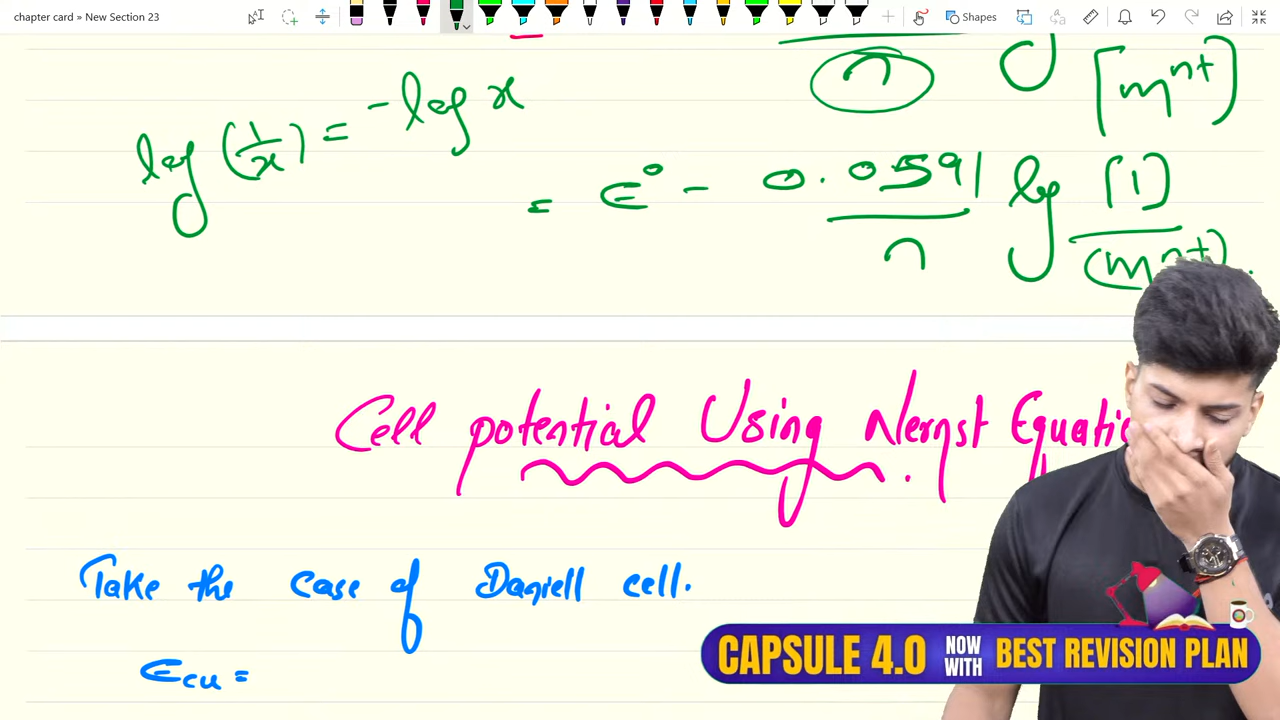 chapter card » New Section 23
Shapes
n
[m^n+]
log (1/x) = -log x
= E° - 0.0591/n log [1]/(m^n+)
Cell potential Using Nernst Equatio
Take the case of Daniell cell.
Ecu =
CAPSULE 4.0 NOW WITH BEST REVISION PLAN